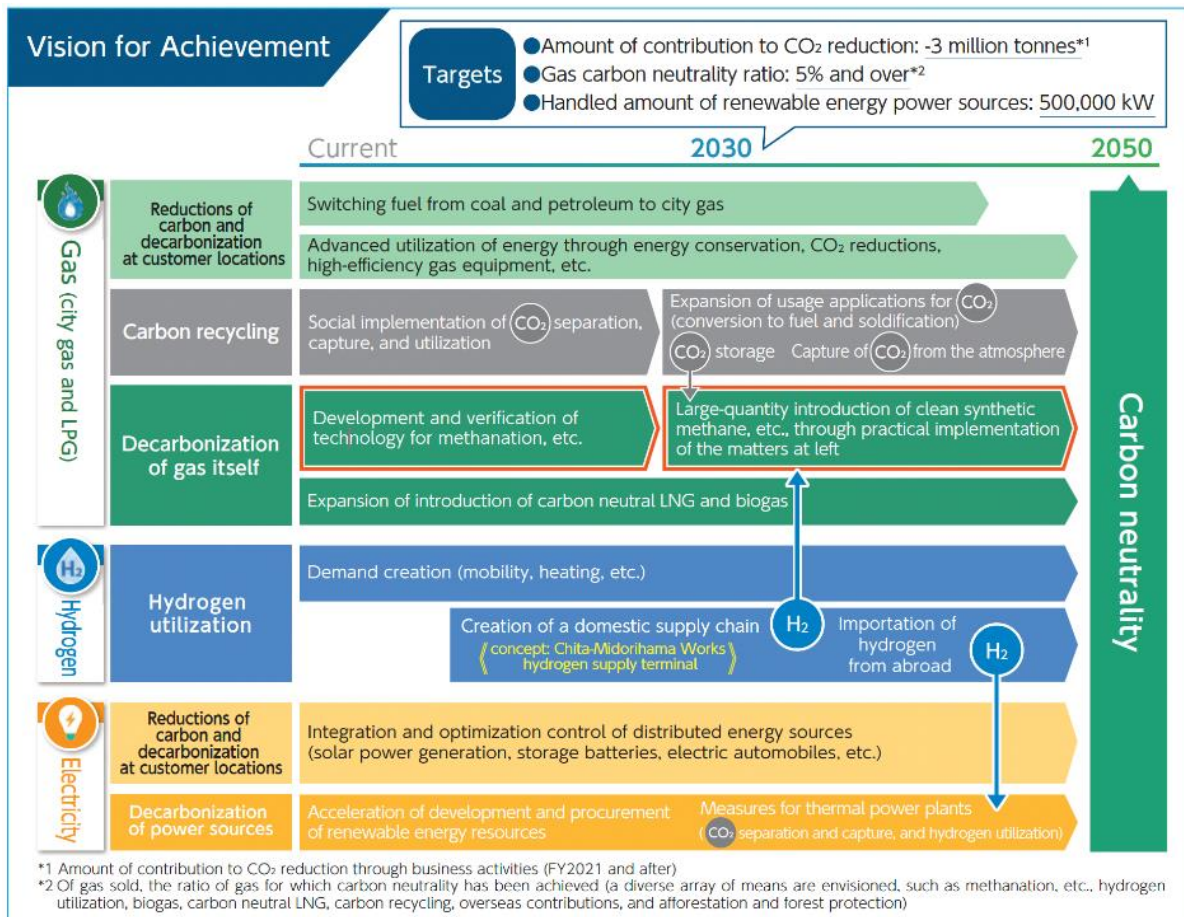 Vision for Achievement
Targets
●Amount of contribution to CO₂ reduction: -3 million tonnes*1
●Gas carbon neutrality ratio: 5% and over*2
●Handled amount of renewable energy power sources: 500,000 kW
Current
2030
2050
Gas (city gas and LPG)
Reductions of
carbon and
decarbonization
at customer locations
Switching fuel from coal and petroleum to city gas
Advanced utilization of energy through energy conservation, CO₂ reductions,
high-efficiency gas equipment, etc.
Carbon recycling
Social implementation of CO₂ separation,
capture, and utilization
Expansion of usage applications for CO₂
(conversion to fuel and soldification)
CO₂ storage Capture of CO₂ from the atmosphere
Decarbonization
of gas itself
Development and verification of
technology for methanation, etc.
Large-quantity introduction of clean synthetic
methane, etc., through practical implementation
of the matters at left
Expansion of introduction of carbon neutral LNG and biogas
H₂
Hydrogen
Hydrogen
utilization
Demand creation (mobility, heating, etc.)
Creation of a domestic supply chain
(concept: Chita-Midorihama Works
hydrogen supply terminal)
H₂
Importation of
hydrogen
from abroad
H₂
Electricity
Reductions of
carbon and
decarbonization
at customer locations
Integration and optimization control of distributed energy sources
(solar power generation, storage batteries, electric automobiles, etc.)
Decarbonization
of power sources
Acceleration of development and procurement
of renewable energy resources
Measures for thermal power plants
(CO₂ separation and capture, and hydrogen utilization)
Carbon neutrality
*1 Amount of contribution to CO₂ reduction through business activities (FY2021 and after)
*2 Of gas sold, the ratio of gas for which carbon neutrality has been achieved (a diverse array of means are envisioned, such as methanation, etc., hydrogen
utilization, biogas, carbon neutral LNG, carbon recycling, overseas contributions, and afforestation and forest protection)